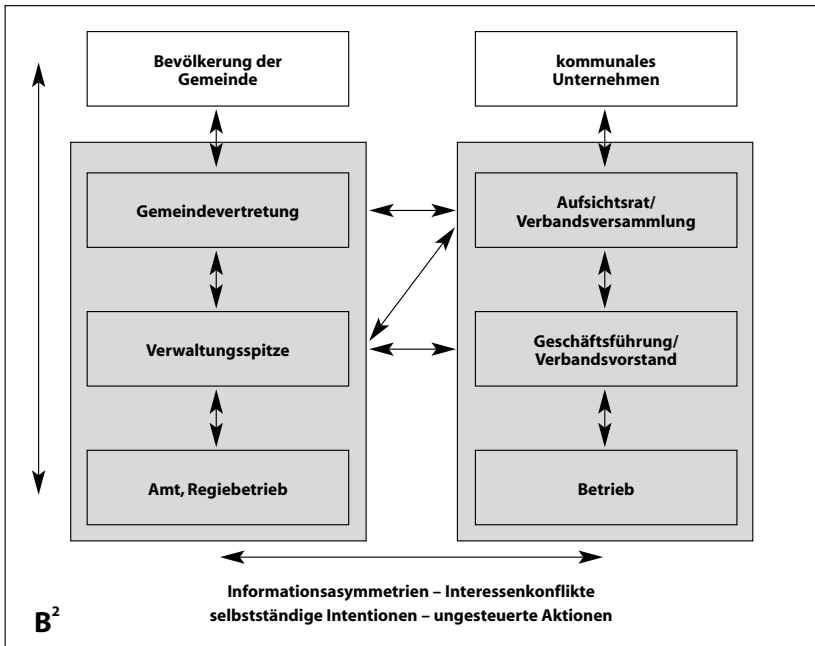 Bevölkerung der
Gemeinde
kommunales
Unternehmen
Gemeindevertretung
Aufsichtsrat/
Verbandsversammlung
Verwaltungsspitze
Geschäftsführung/
Verbandsvorstand
Amt, Regiebetrieb
Betrieb
Informationsasymmetrien – Interessenkonflikte
selbstständige Intentionen – ungesteuerte Aktionen
B²